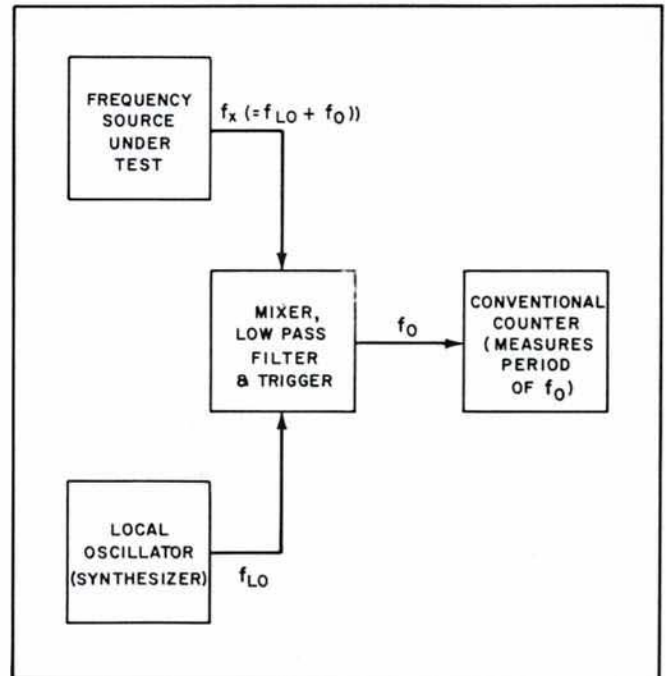 FREQUENCY
SOURCE
UNDER
TEST
fx (=fLO + fO))
MIXER,
LOW PASS
FILTER
& TRIGGER
fO
CONVENTIONAL
COUNTER
(MEASURES
PERIOD
OF fO)
LOCAL
OSCILLATOR
(SYNTHESIZER)
fLO